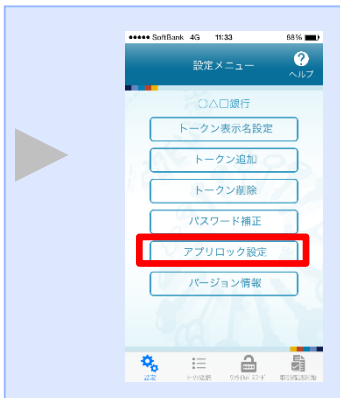 ●●●●● SoftBank 4G 11:33 88%
設定メニュー
ヘルプ
〇△□銀行
トークン表示名設定
トークン追加
トークン削除
パスワード補正
アプリロック設定
バージョン情報
設定